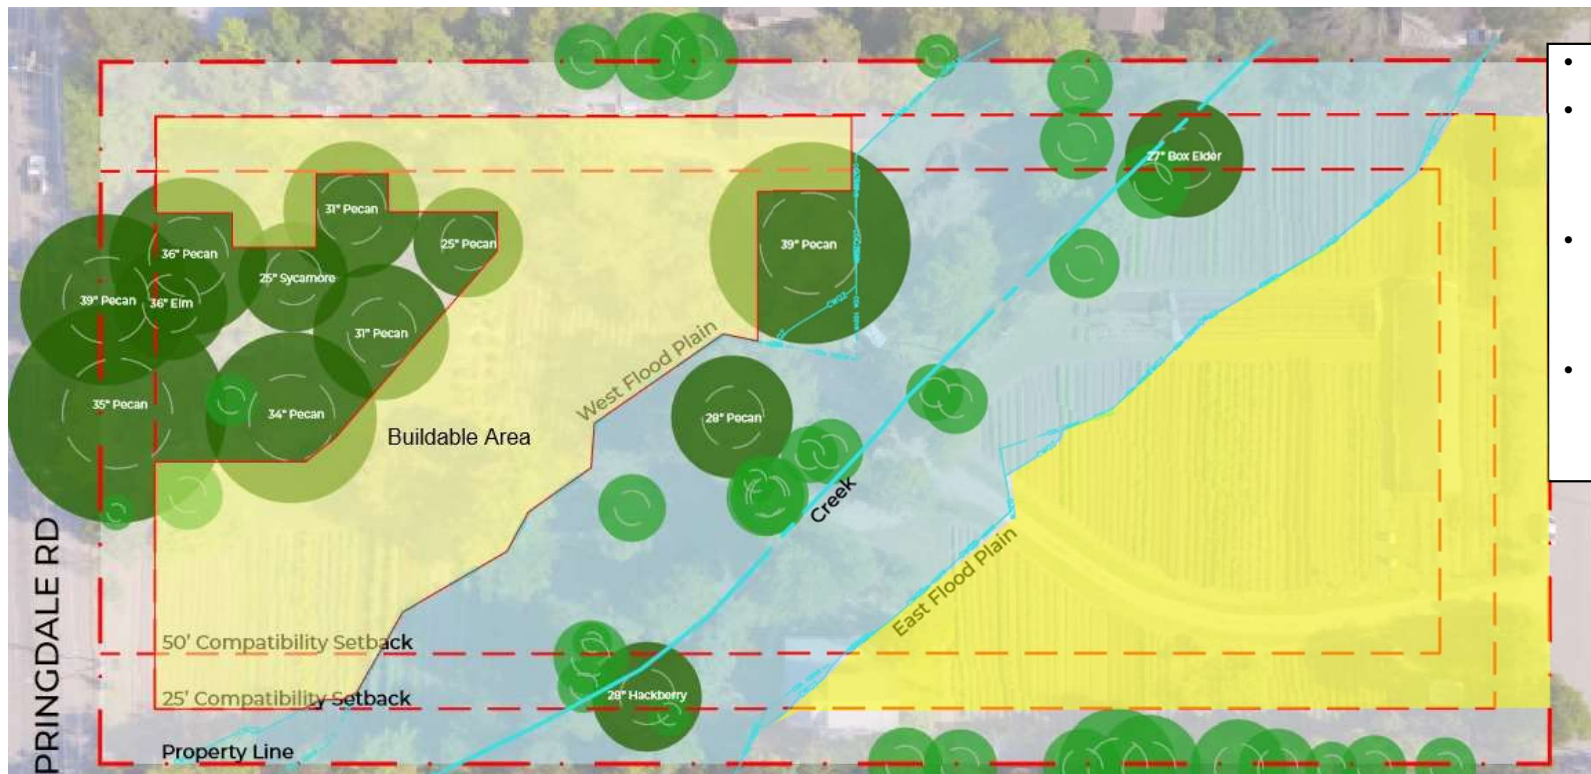 27" Box Elder
31" Pecan
25" Pecan
39" Pecan
36" Pecan
25" Sycamore
39" Pecan
36" Elm
31" Pecan
West Flood Plain
35" Pecan
34" Pecan
28" Pecan
Buildable Area
Creek
PRINGDALE RD
East Flood Plain
50' Compatibility Setback
25' Compatibility Setback
28" Hackberry
Property Line